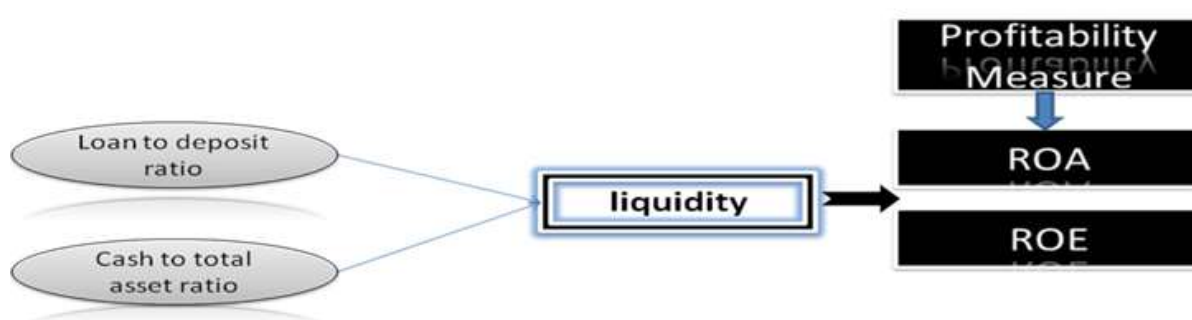 Profitability
Measure
Loan to deposit
ratio
ROA
liquidity
ROE
Cash to total
asset ratio